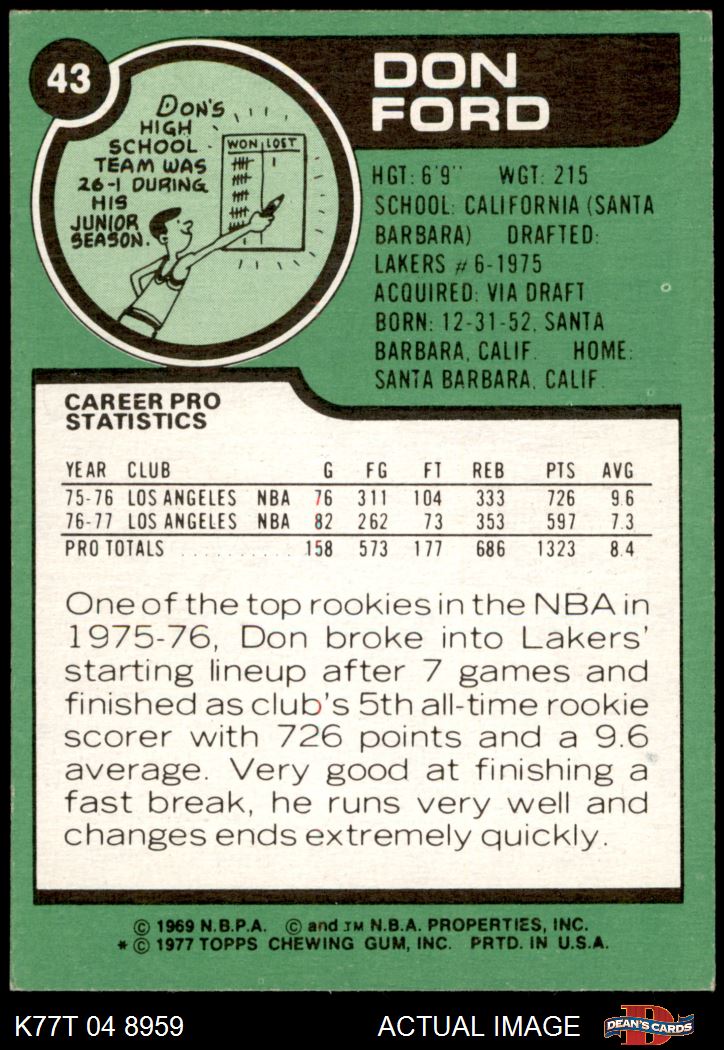 43
DON
FORD
DON'S
HIGH
SCHOOL
TEAM WAS
26-1 DURING
HIS
JUNIOR
SEASON.
WON LOST
HGT: 6'9" WGT: 215
SCHOOL: CALIFORNIA (SANTA
BARBARA) DRAFTED:
LAKERS #6-1975
ACQUIRED: VIA DRAFT
BORN: 12-31-52, SANTA
BARBARA, CALIF. HOME:
SANTA BARBARA, CALIF.
CAREER PRO
STATISTICS
YEAR CLUB G FG FT REB PTS AVG
75-76 LOS ANGELES NBA 76 311 104 333 726 9.6
76-77 LOS ANGELES NBA 82 262 73 353 597 7.3
PRO TOTALS .......... 158 573 177 686 1323 8.4
One of the top rookies in the NBA in
1975-76, Don broke into Lakers'
starting lineup after 7 games and
finished as club's 5th all-time rookie
scorer with 726 points and a 9.6
average. Very good at finishing a
fast break, he runs very well and
changes ends extremely quickly.
© 1969 N.B.P.A. © and TM N.B.A. PROPERTIES, INC.
* © 1977 TOPPS CHEWING GUM, INC. PRTD. IN U.S.A.
K77T 04 8959 ACTUAL IMAGE DEAN'S CARDS